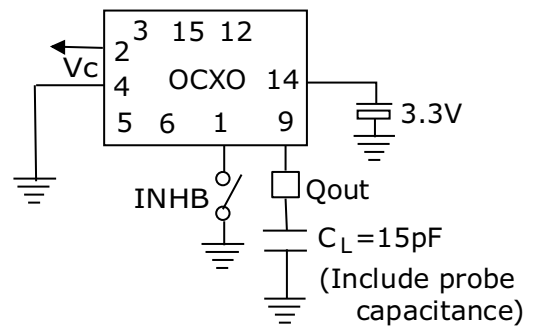 3 15 12
2
Vc
4 OCXO 14
3.3V
5 6 1 9
INHB
Qout
CL=15pF
(Include probe
capacitance)